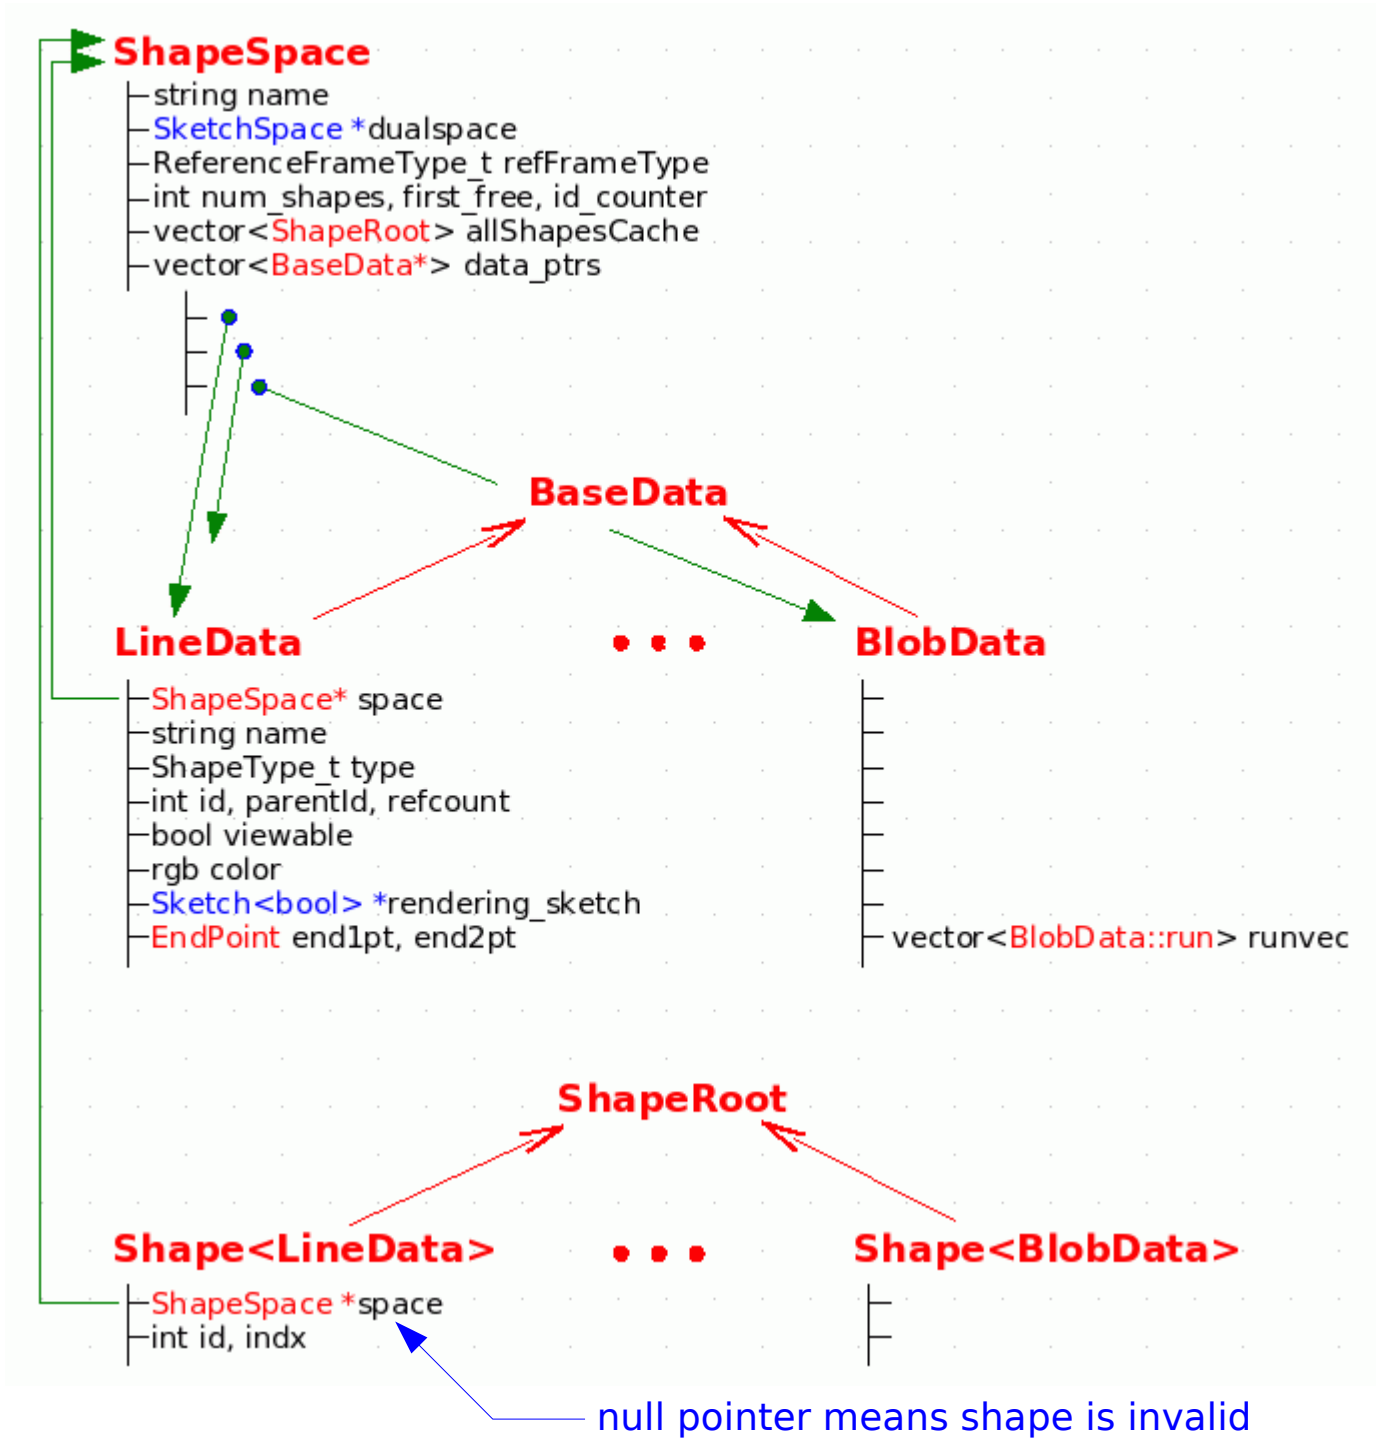 ShapeSpace
string name
SketchSpace *dualspace
ReferenceFrameType_t refFrameType
int num_shapes, first_free, id_counter
vector<ShapeRoot> allShapesCache
vector<BaseData*> data_ptrs
BaseData
LineData
BlobData
ShapeSpace* space
string name
ShapeType_t type
int id, parentId, refcount
bool viewable
rgb color
Sketch<bool> *rendering_sketch
EndPoint end1pt, end2pt
vector<BlobData::run> runvec
ShapeRoot
Shape<LineData>
Shape<BlobData>
ShapeSpace *space
int id, indx
null pointer means shape is invalid